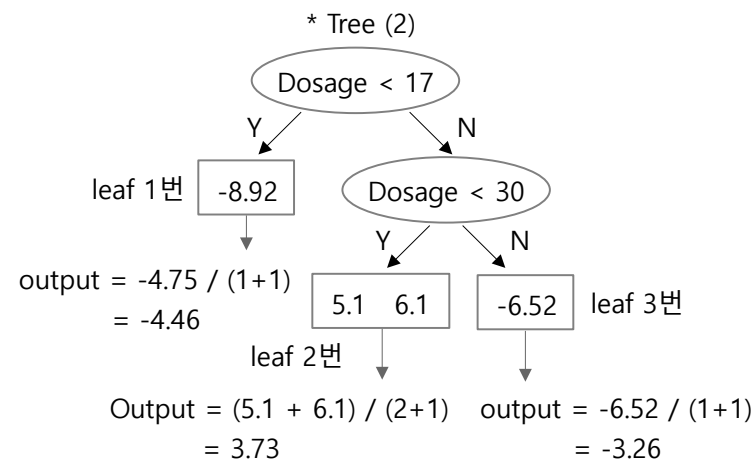 * Tree (2)
Dosage < 17
Y
N
leaf 1번
-8.92
Dosage < 30
Y
N
output = -4.75 / (1+1)
= -4.46
5.1 6.1
-6.52
leaf 3번
leaf 2번
Output = (5.1 + 6.1) / (2+1)
= 3.73
output = -6.52 / (1+1)
= -3.26